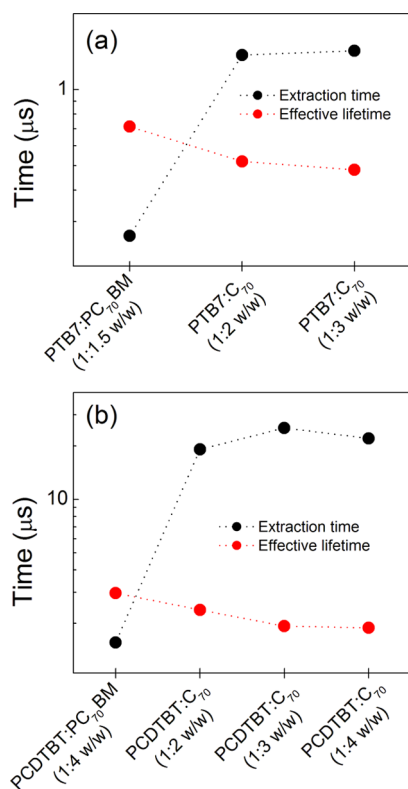 (a)
1
Time (μs)
Extraction time
Effective lifetime
PTB7:PC₇₀BM
(1:1.5 w/w)
PTB7:C₇₀
(1:2 w/w)
PTB7:C₇₀
(1:3 w/w)
(b)
10
Time (μs)
Extraction time
Effective lifetime
PCDTBT:PC₇₀BM
(1:4 w/w)
PCDTBT:C₇₀
(1:2 w/w)
PCDTBT:C₇₀
(1:3 w/w)
PCDTBT:C₇₀
(1:4 w/w)